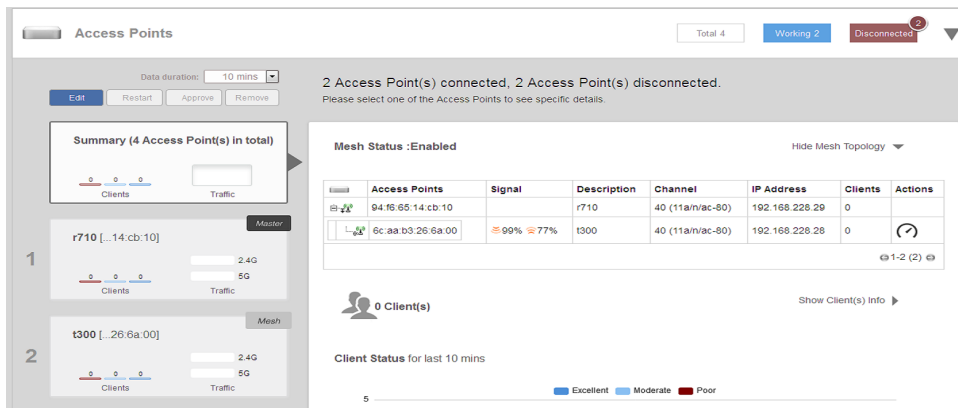 Access Points
Total 4
Working 2
Disconnected
2
Data duration: 10 mins
Edit Restart Approve Remove
Summary (4 Access Point(s) in total)
0 0 0
Clients Traffic
1
Master
r710 [...14:cb:10]
2.4G
5G
0 0 0
Clients Traffic
2
Mesh
t300 [...26:6a:00]
2.4G
5G
0 0 0
Clients Traffic
2 Access Point(s) connected, 2 Access Point(s) disconnected.
Please select one of the Access Points to see specific details.
Mesh Status :Enabled
Hide Mesh Topology
Access Points Signal Description Channel IP Address Clients Actions
94:f6:65:14:cb:10 r710 40 (11a/n/ac-80) 192.168.228.29 0
6c:aa:b3:26:6a:00 99% 77% t300 40 (11a/n/ac-80) 192.168.228.28 0
1-2 (2)
0 Client(s)
Show Client(s) Info
Client Status for last 10 mins
Excellent Moderate Poor
5